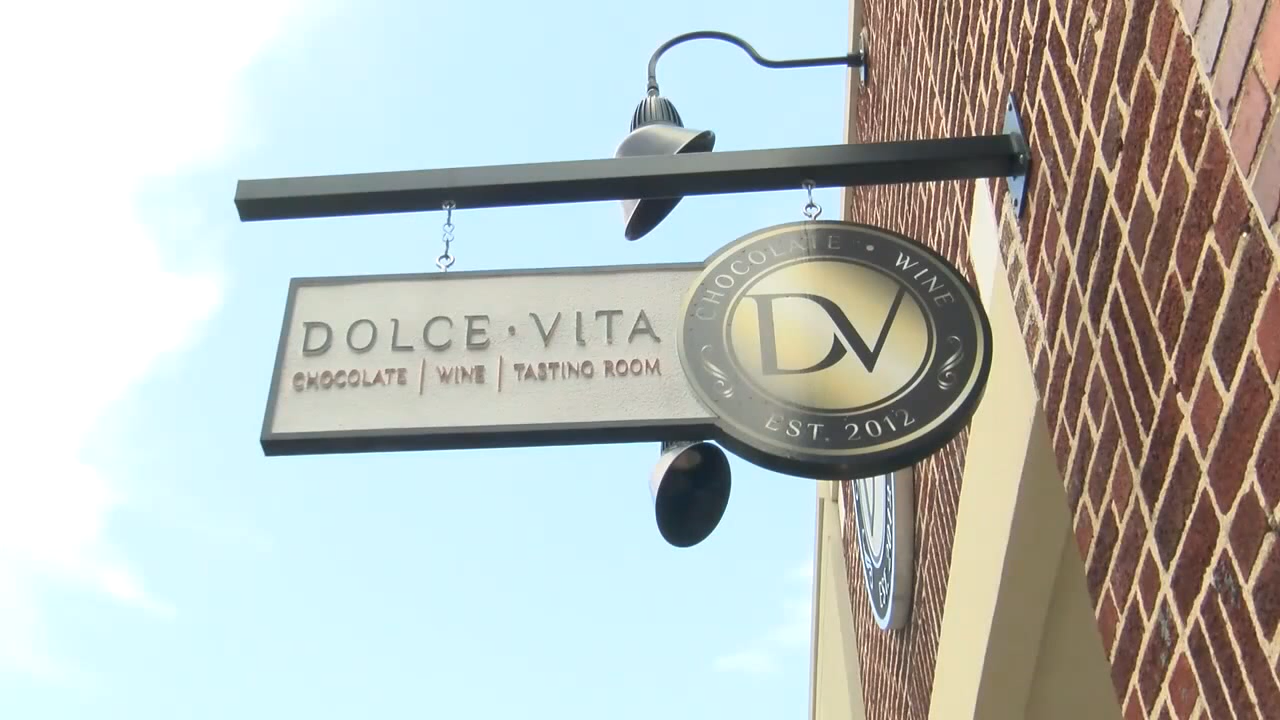 DOLCE · VITA
CHOCOLATE | WINE | TASTING ROOM
CHOCOLATE • WINE
DV
EST. 2012